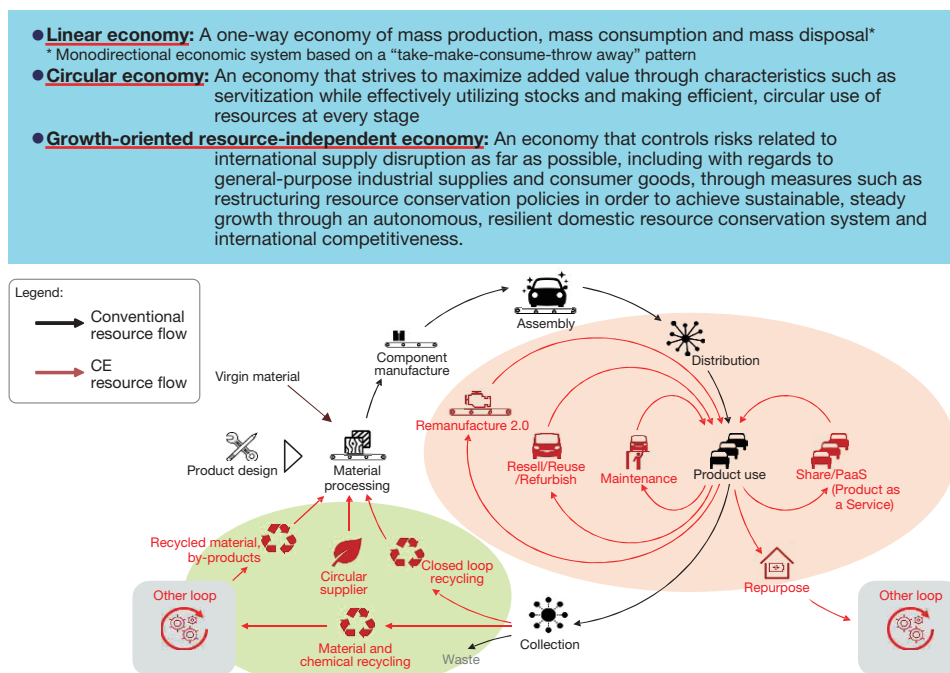 ●Linear economy: A one-way economy of mass production, mass consumption and mass disposal*
* Monodirectional economic system based on a “take-make-consume-throw away” pattern
●Circular economy: An economy that strives to maximize added value through characteristics such as
servitization while effectively utilizing stocks and making efficient, circular use of
resources at every stage
●Growth-oriented resource-independent economy: An economy that controls risks related to
international supply disruption as far as possible, including with regards to
general-purpose industrial supplies and consumer goods, through measures such as
restructuring resource conservation policies in order to achieve sustainable, steady
growth through an autonomous, resilient domestic resource conservation system and
international competitiveness.
Legend:
Conventional
resource flow
CE
resource flow
Virgin material
Product design
Material
processing
Component
manufacture
Assembly
Distribution
Remanufacture 2.0
Resell/Reuse
/Refurbish
Maintenance
Product use
Share/PaaS
(Product as
a Service)
Recycled material,
by-products
Circular
supplier
Closed loop
recycling
Repurpose
Other loop
Material and
chemical recycling
Collection
Waste
Other loop